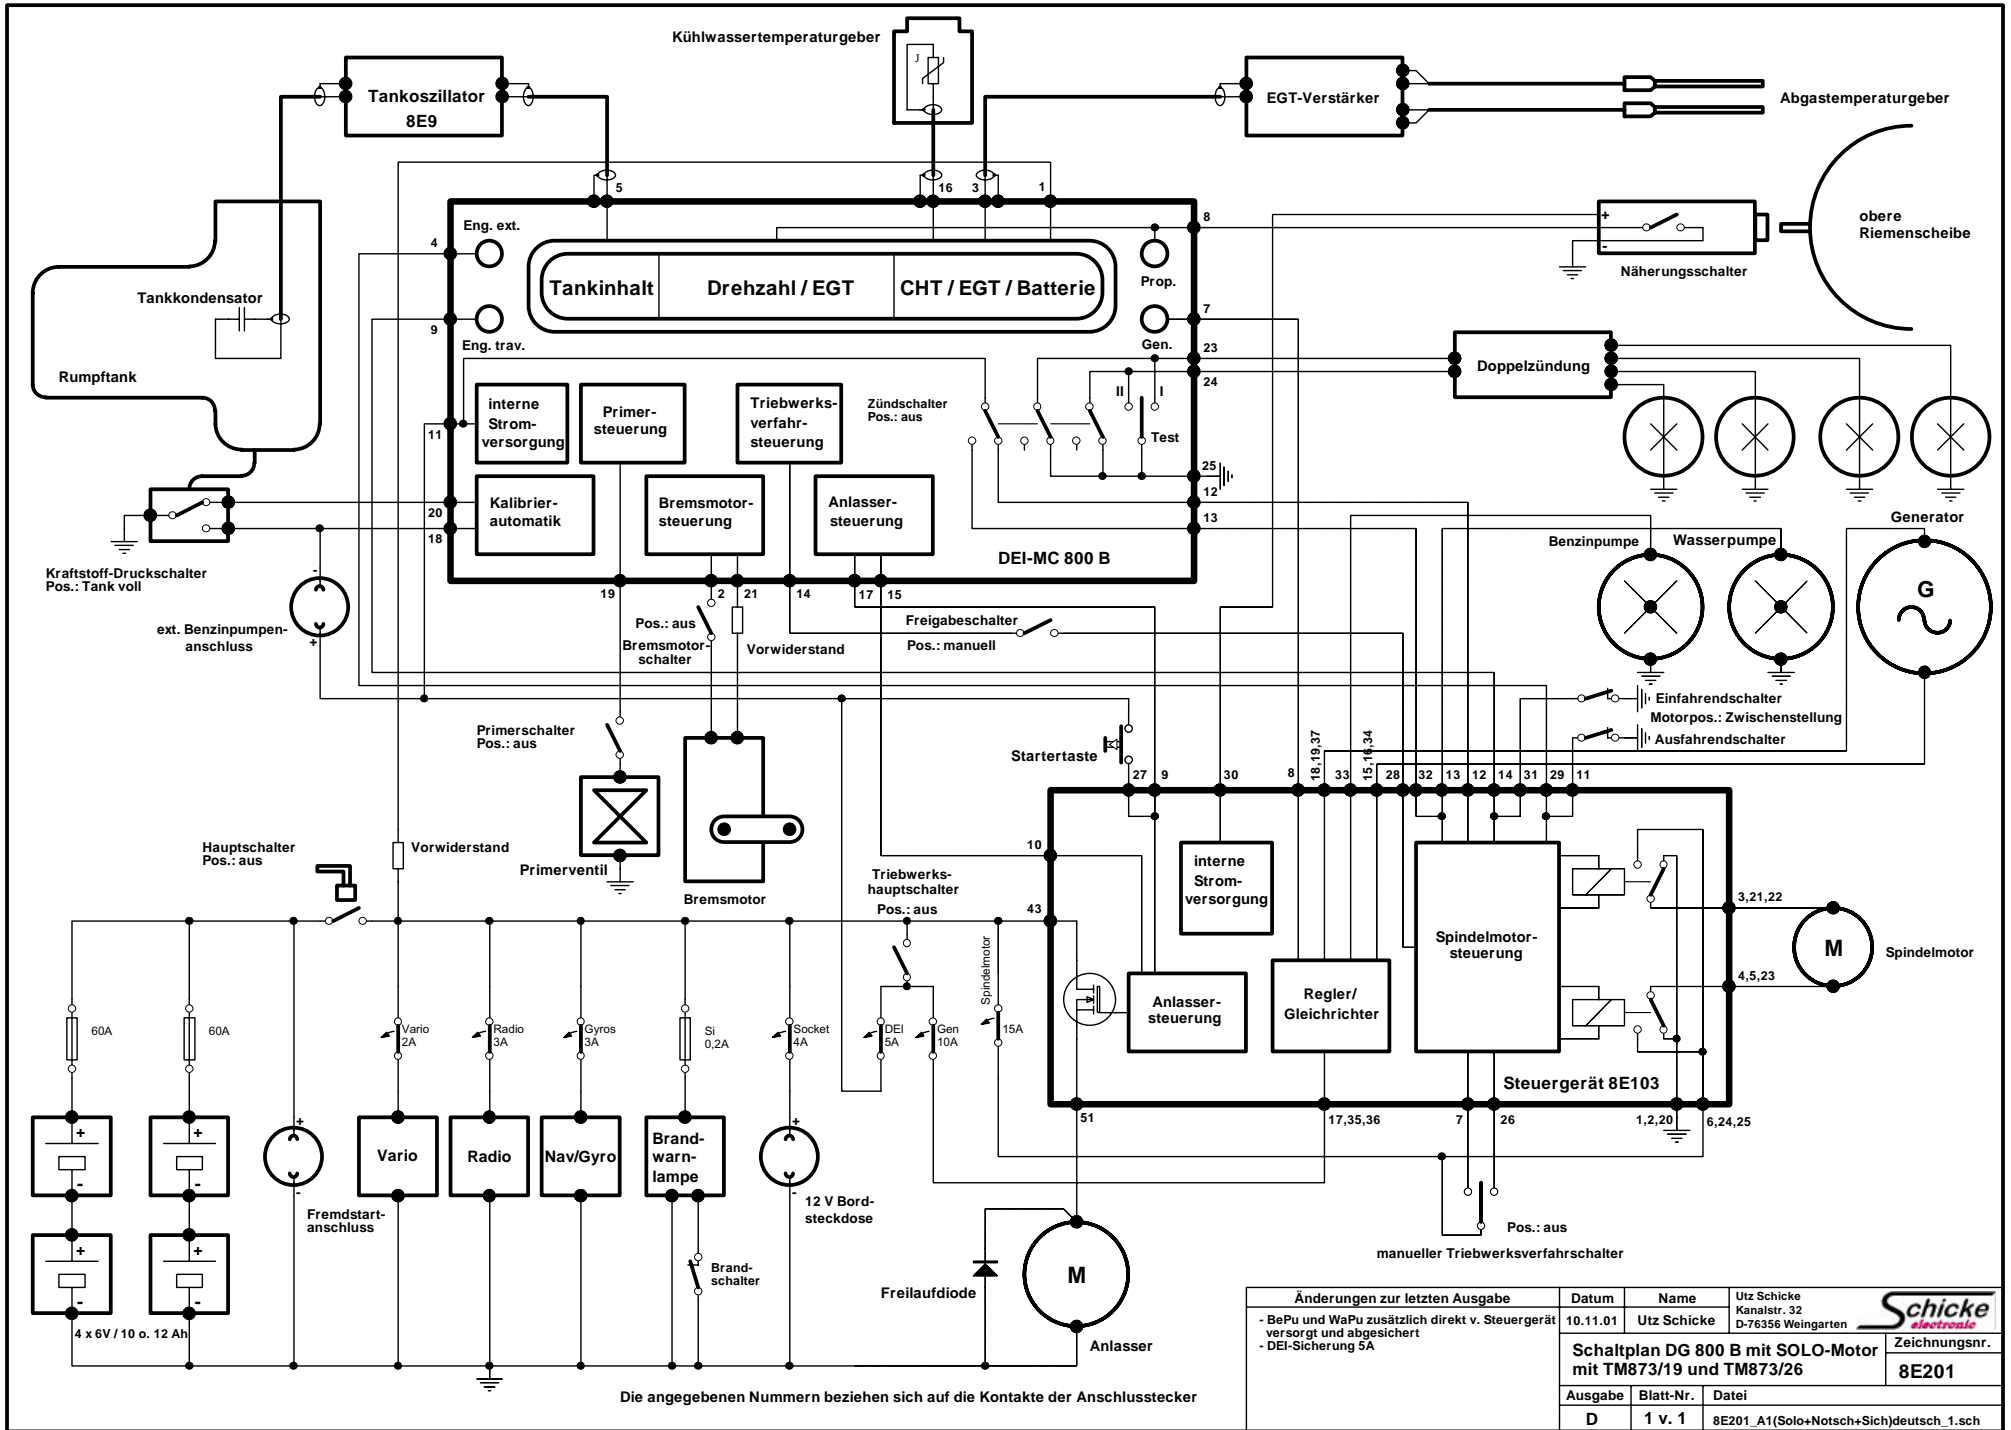 Kühlwassertemperaturgeber
J
Tankoszillator
8E9
EGT-Verstärker
Abgastemperaturgeber
5
16
3
1
8
+
-
obere
Riemenscheibe
Näherungsschalter
Eng. ext.
4
Tankinhalt
Drehzahl / EGT
CHT / EGT / Batterie
Prop.
Tankkondensator
9
7
Eng. trav.
Gen.
23
24
Doppelzündung
Rumpftank
II
I
Test
interne
Strom-
versorgung
Primer-
steuerung
Triebwerks-
verfahr-
steuerung
Zündschalter
Pos.: aus
11
25
12
13
Kalibrier-
automatik
Bremsmotor-
steuerung
Anlasser-
steuerung
20
18
DEI-MC 800 B
Generator
Benzinpumpe
Wasserpumpe
G
Kraftstoff-Druckschalter
Pos.: Tank voll
-
+
ext. Benzinpumpen-
anschluss
19
2
21
14
17
15
Pos.: aus
Bremsmotor-
schalter
Vorwiderstand
Freigabeschalter
Pos.: manuell
Einfahrendschalter
Motorpos.: Zwischenstellung
Ausfahrendschalter
Primerschalter
Pos.: aus
Startertaste
27
9
30
8
18,19,37
33
15,16,34
28
32
13
12
14
31
29
11
Hauptschalter
Pos.: aus
Vorwiderstand
Primerventil
Bremsmotor
Triebwerks-
hauptschalter
Pos.: aus
10
43
interne
Strom-
versorgung
Spindelmotor-
steuerung
3,21,22
4,5,23
M
Spindelmotor
Spindelmotor
Anlasser-
steuerung
Regler/
Gleichrichter
60A
60A
Vario
2A
Radio
3A
Gyros
3A
Si
0,2A
Socket
4A
DEI
5A
Gen
10A
15A
Steuergerät 8E103
51
17,35,36
7
26
1,2,20
6,24,25
+
-
+
-
+
-
Vario
Radio
Nav/Gyro
Brand-
warn-
lampe
+
-
Fremdstart-
anschluss
12 V Bord-
steckdose
Pos.: aus
manueller Triebwerksverfahrschalter
+
-
+
-
4 x 6V / 10 o. 12 Ah
Brand-
schalter
Freilaufdiode
M
Anlasser
Die angegebenen Nummern beziehen sich auf die Kontakte der Anschlusstecker
Änderungen zur letzten Ausgabe
- BePu und WaPu zusätzlich direkt v. Steuergerät
versorgt und abgesichert
- DEI-Sicherung 5A
Datum
Name
10.11.01
Utz Schicke
Utz Schicke
Kanalstr. 32
D-76356 Weingarten
Schicke
electronic
Schaltplan DG 800 B mit SOLO-Motor
mit TM873/19 und TM873/26
Zeichnungsnr.
8E201
Ausgabe
Blatt-Nr.
Datei
D
1 v. 1
8E201_A1(Solo+Notsch+Sich)deutsch_1.sch